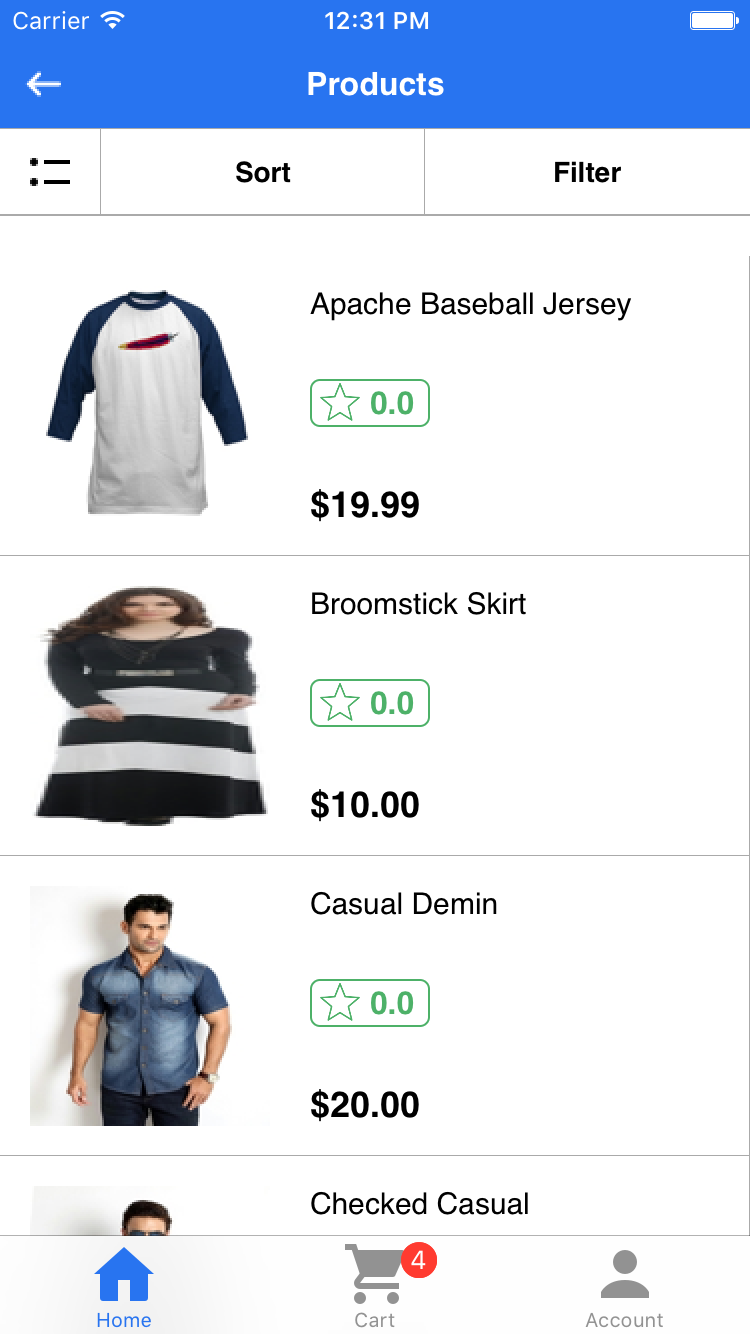 Carrier 12:31 PM
Products
Sort Filter
Apache Baseball Jersey
0.0
$19.99
Broomstick Skirt
0.0
$10.00
Casual Demin
0.0
$20.00
Checked Casual
4
Home Cart Account